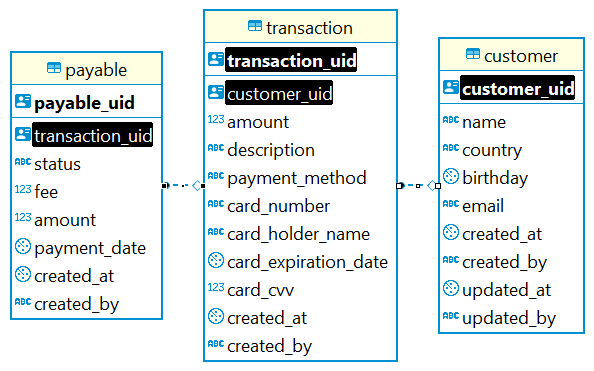 payable
payable_uid
transaction_uid
ABC status
123 fee
123 amount
payment_date
created_at
ABC created_by
transaction
transaction_uid
customer_uid
123 amount
ABC description
ABC payment_method
ABC card_number
ABC card_holder_name
card_expiration_date
123 card_cvv
created_at
ABC created_by
customer
customer_uid
ABC name
ABC country
birthday
ABC email
created_at
ABC created_by
updated_at
ABC updated_by